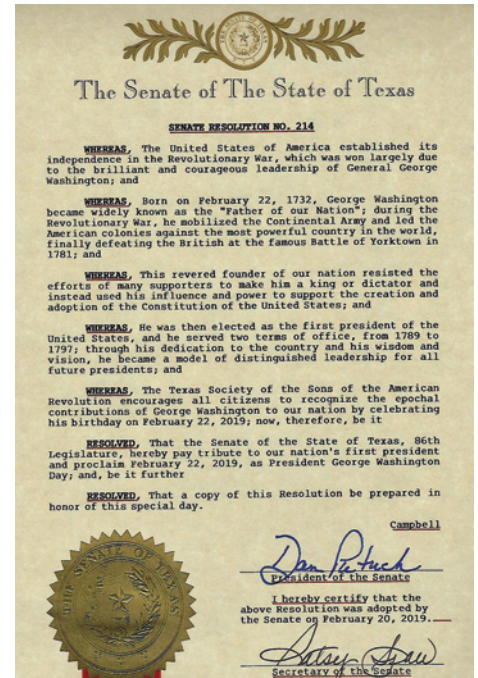 The Senate of The State of Texas
SENATE RESOLUTION NO. 214
WHEREAS, The United States of America established its
independence in the Revolutionary War, which was won largely due
to the brilliant and courageous leadership of General George
Washington; and
WHEREAS, Born on February 22, 1732, George Washington
became widely known as the "Father of our Nation"; during the
Revolutionary War, he mobilized the Continental Army and led the
American colonies against the most powerful country in the world,
finally defeating the British at the famous Battle of Yorktown in
1781; and
WHEREAS, This revered founder of our nation resisted the
efforts of many supporters to make him a king or dictator and
instead used his influence and power to support the creation and
adoption of the Constitution of the United States; and
WHEREAS, He was then elected as the first president of the
United States, and he served two terms of office, from 1789 to
1797; through his dedication to the country and his wisdom and
vision, he became a model of distinguished leadership for all
future presidents; and
WHEREAS, The Texas Society of the Sons of the American
Revolution encourages all citizens to recognize the epochal
contributions of George Washington to our nation by celebrating
his birthday on February 22, 2019; now, therefore, be it
RESOLVED, That the Senate of the State of Texas, 86th
Legislature, hereby pay tribute to our nation's first president
and proclaim February 22, 2019, as President George Washington
Day; and, be it further
RESOLVED, That a copy of this Resolution be prepared in
honor of this special day.
Campbell
Dan Patrick
President of the Senate
I hereby certify that the
above Resolution was adopted by
the Senate on February 20, 2019.
Patsy Spaw
Secretary of the Senate
THE SENATE OF TEXAS